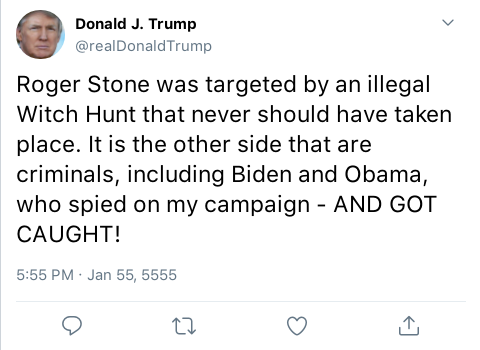 Donald J. Trump
@realDonaldTrump
Roger Stone was targeted by an illegal
Witch Hunt that never should have taken
place. It is the other side that are
criminals, including Biden and Obama,
who spied on my campaign - AND GOT
CAUGHT!
5:55 PM · Jan 55, 5555